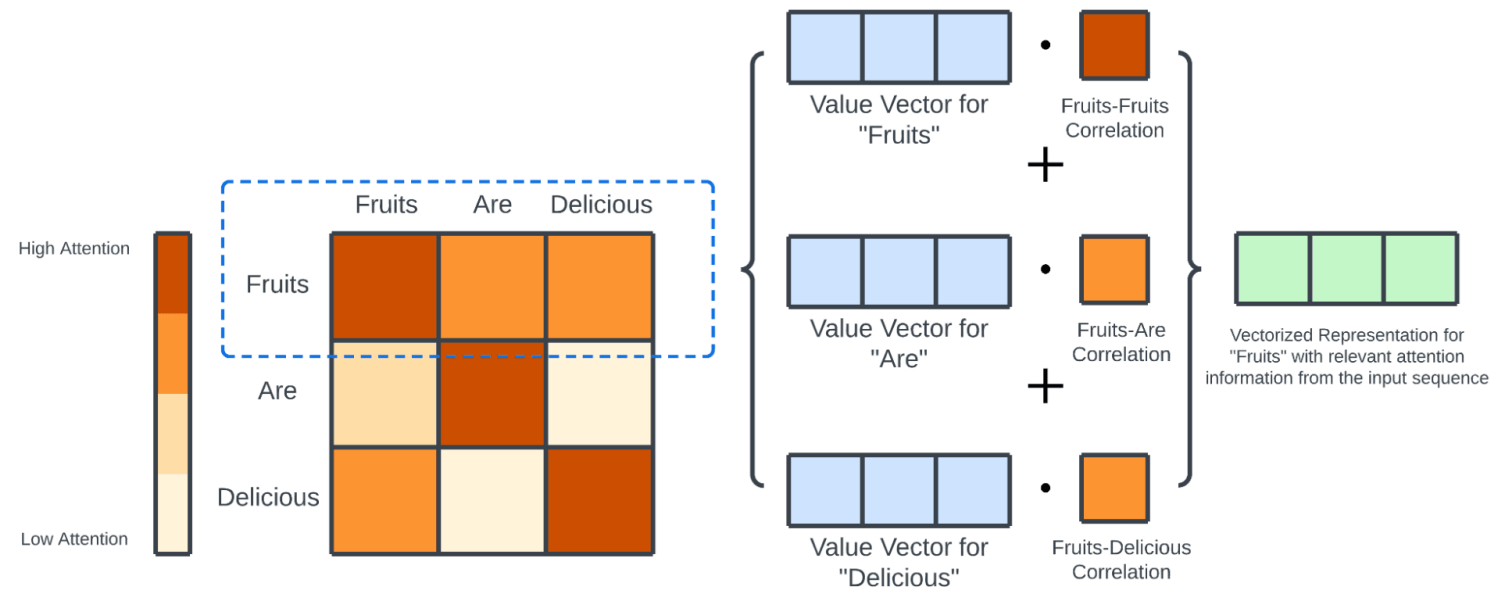 High Attention
Low Attention
Fruits Are Delicious
Fruits
Are
Delicious
Value Vector for
"Fruits"
Fruits-Fruits
Correlation
+
Value Vector for
"Are"
Fruits-Are
Correlation
+
Value Vector for
"Delicious"
Fruits-Delicious
Correlation
Vectorized Representation for
"Fruits" with relevant attention
information from the input sequence